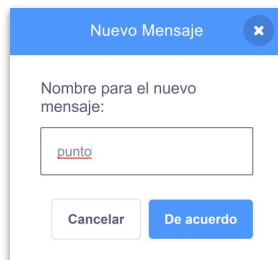 Nuevo Mensaje
Nombre para el nuevo
mensaje:
punto
Cancelar
De acuerdo